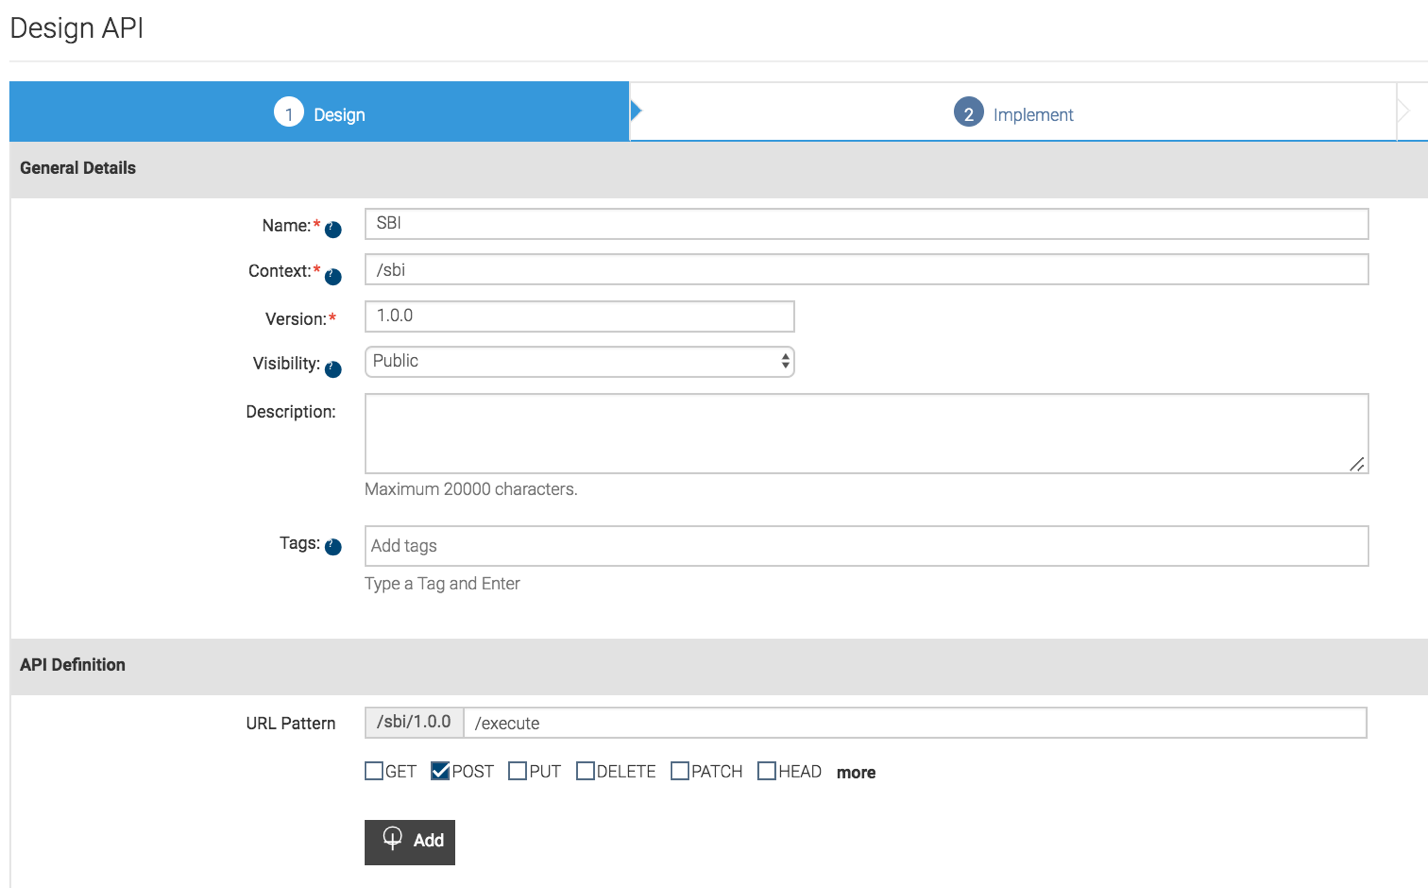 Design API
1 Design
2 Implement
General Details
Name:* ?
SBI
Context:* ?
/sbi
Version:*
1.0.0
Visibility: ?
Public
Description:
Maximum 20000 characters.
Tags: ?
Add tags
Type a Tag and Enter
API Definition
URL Pattern
/sbi/1.0.0 /execute
GET POST PUT DELETE PATCH HEAD more
Add